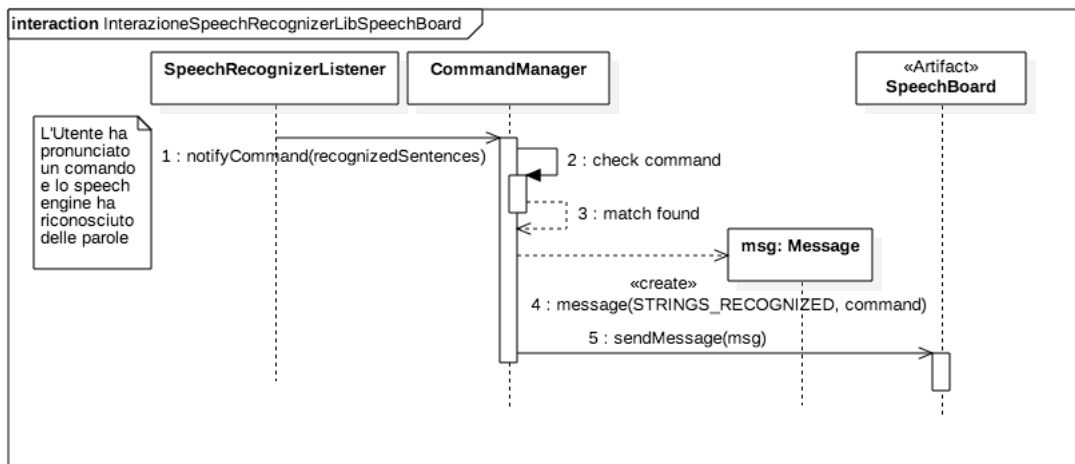 interaction InterazioneSpeechRecognizerLibSpeechBoard
SpeechRecognizerListener
CommandManager
«Artifact»
SpeechBoard
L'Utente ha
pronunciato
un comando
e lo speech
engine ha
riconosciuto
delle parole
1 : notifyCommand(recognizedSentences)
2 : check command
3 : match found
msg: Message
«create»
4 : message(STRINGS_RECOGNIZED, command)
5 : sendMessage(msg)